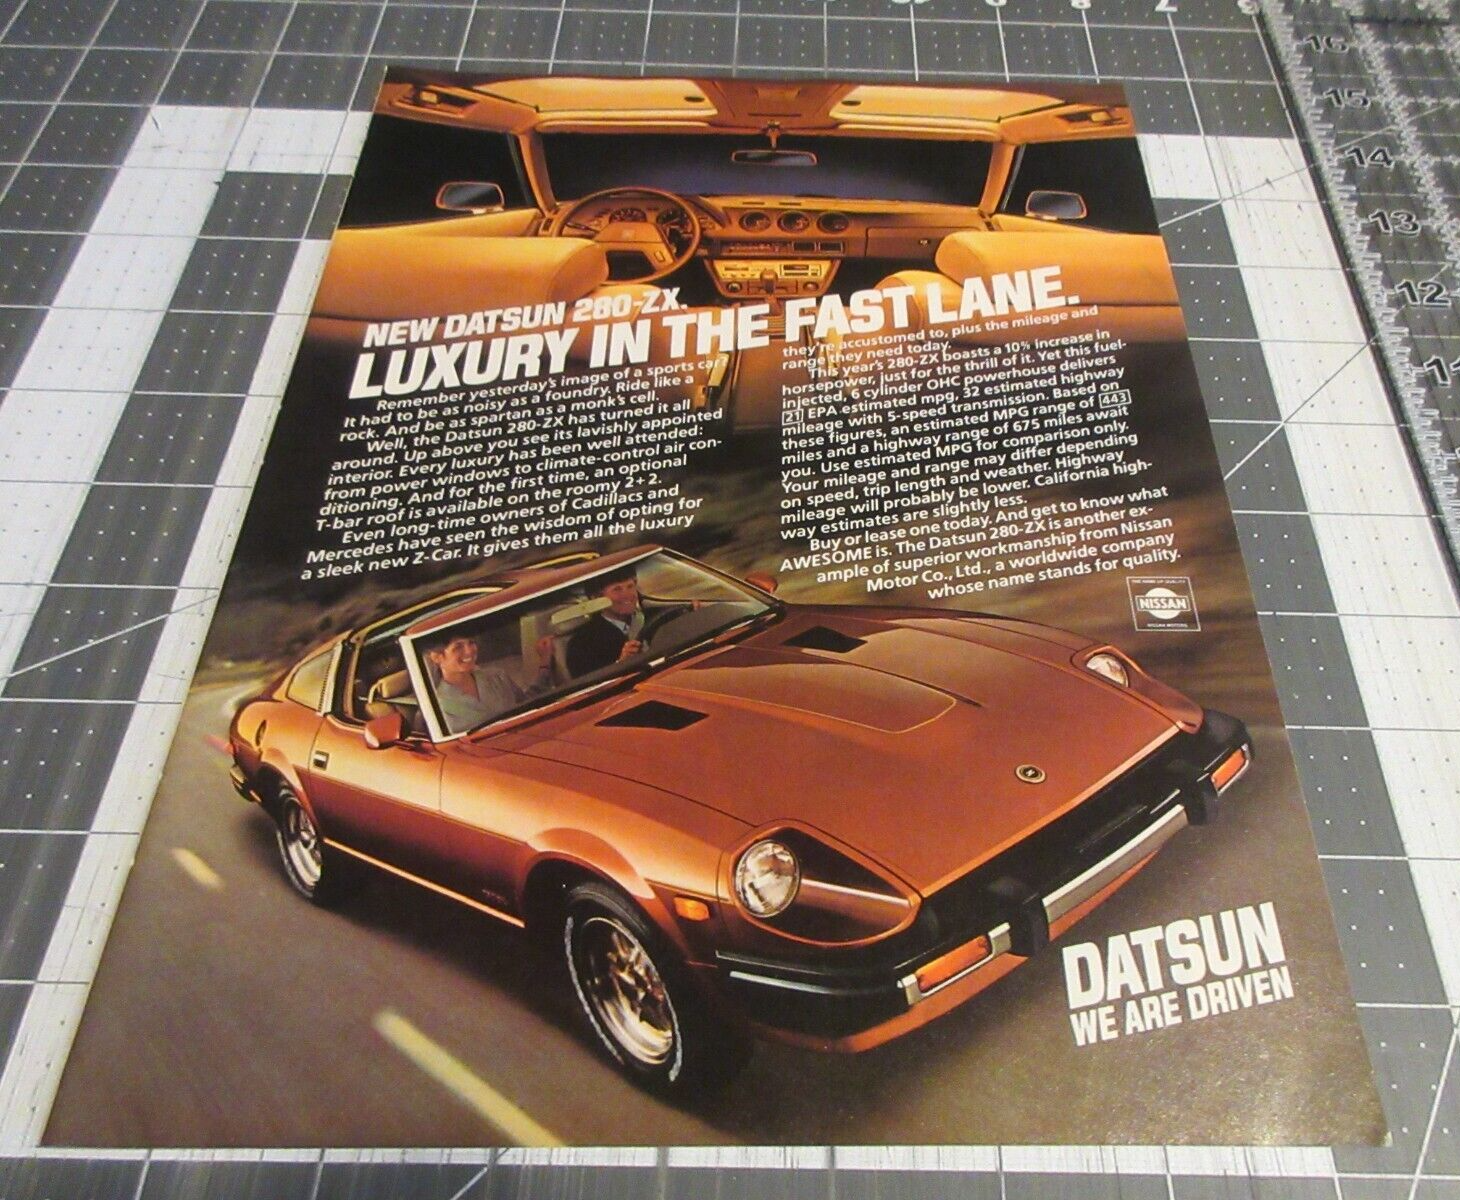 NEW DATSUN 280-ZX.
LUXURY IN THE FAST LANE.
Remember yesterday's image of a sports car?
It had to be as noisy as a foundry. Ride like a
rock. And be as spartan as a monk's cell.
Well, the Datsun 280-ZX has turned it all
around. Up above you see its lavishly appointed
interior. Every luxury has been well attended:
from power windows to climate-control air con-
ditioning. And for the first time, an optional
T-bar roof is available on the roomy 2+2.
Even long-time owners of Cadillacs and
Mercedes have seen the wisdom of opting for
a sleek new Z-Car. It gives them all the luxury
they're accustomed to, plus the mileage and
range they need today.
This year's 280-ZX boasts a 10% increase in
horsepower, just for the thrill of it. Yet this fuel-
injected, 6 cylinder OHC powerhouse delivers
21 EPA estimated mpg, 32 estimated highway
mileage with 5-speed transmission. Based on
these figures, an estimated MPG range of 443
miles and a highway range of 675 miles await
you. Use estimated MPG for comparison only.
Your mileage and range may differ depending
on speed, trip length and weather. Highway
mileage will probably be lower. California high-
way estimates are slightly less.
Buy or lease one today. And get to know what
AWESOME is. The Datsun 280-ZX is another ex-
ample of superior workmanship from Nissan
Motor Co., Ltd., a worldwide company
whose name stands for quality.
NISSAN
DATSUN
WE ARE DRIVEN
16
15
14
13
12
11
9
8
7